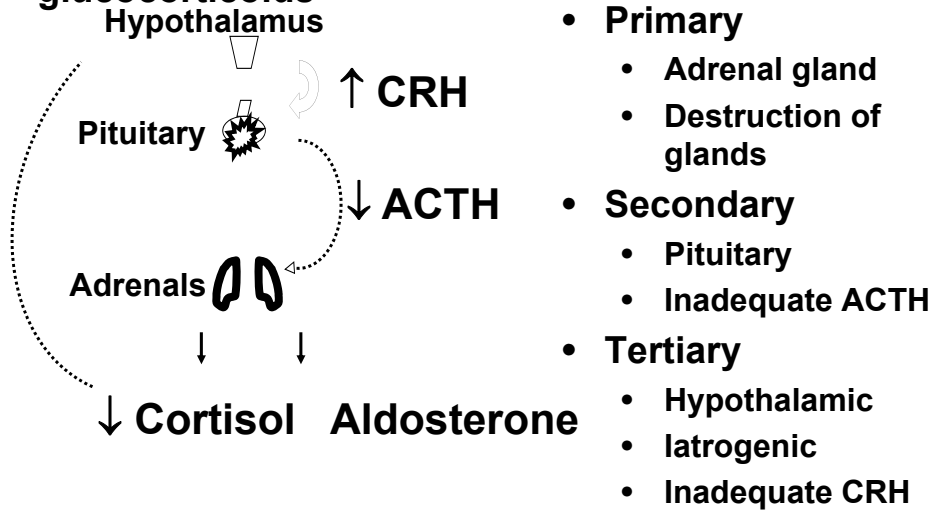 Hypothalamus
↑ CRH
Pituitary
↓ ACTH
Adrenals
↓ Cortisol Aldosterone
• Primary
• Adrenal gland
• Destruction of
glands
• Secondary
• Pituitary
• Inadequate ACTH
• Tertiary
• Hypothalamic
• Iatrogenic
• Inadequate CRH